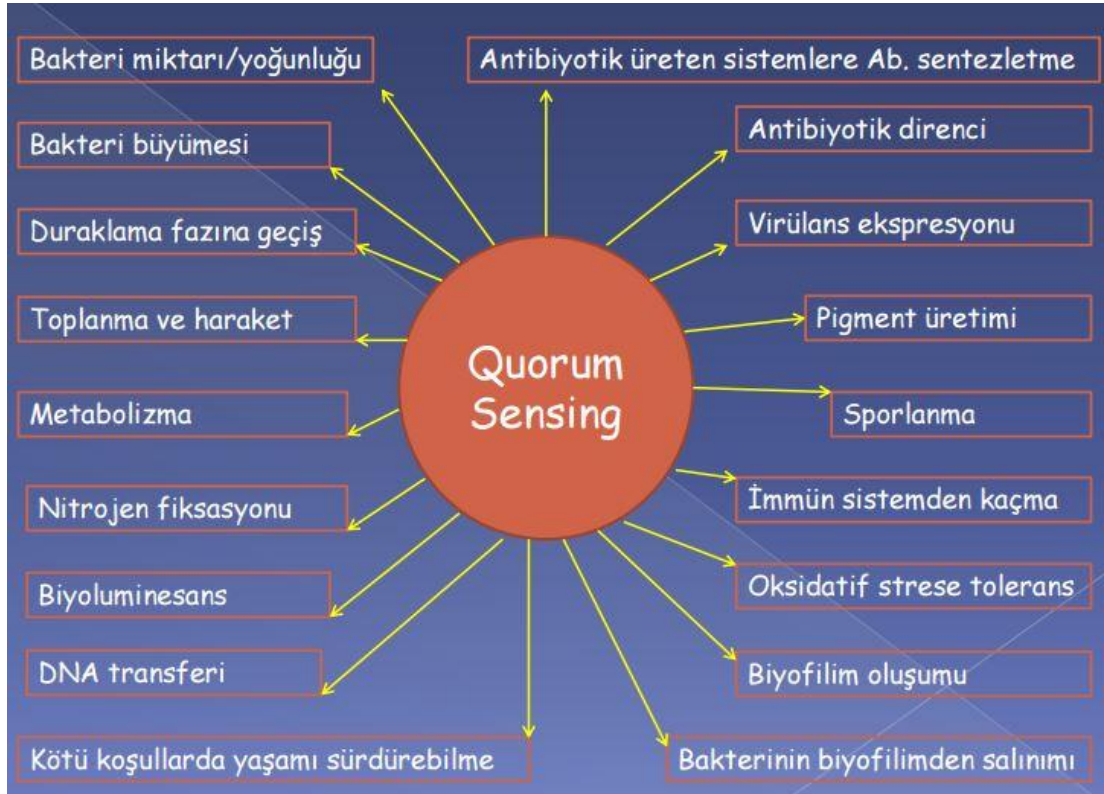 Bakteri miktarı/yoğunluğu
Antibiyotik üreten sistemlere Ab. sentezletme
Bakteri büyümesi
Antibiyotik direnci
Duraklama fazına geçiş
Virülans ekspresyonu
Toplanma ve haraket
Pigment üretimi
Quorum
Sensing
Metabolizma
Sporlanma
Nitrojen fiksasyonu
İmmün sistemden kaçma
Biyoluminesans
Oksidatif strese tolerans
DNA transferi
Biyofilim oluşumu
Kötü koşullarda yaşamı sürdürebilme
Bakterinin biyofilimden salınımı